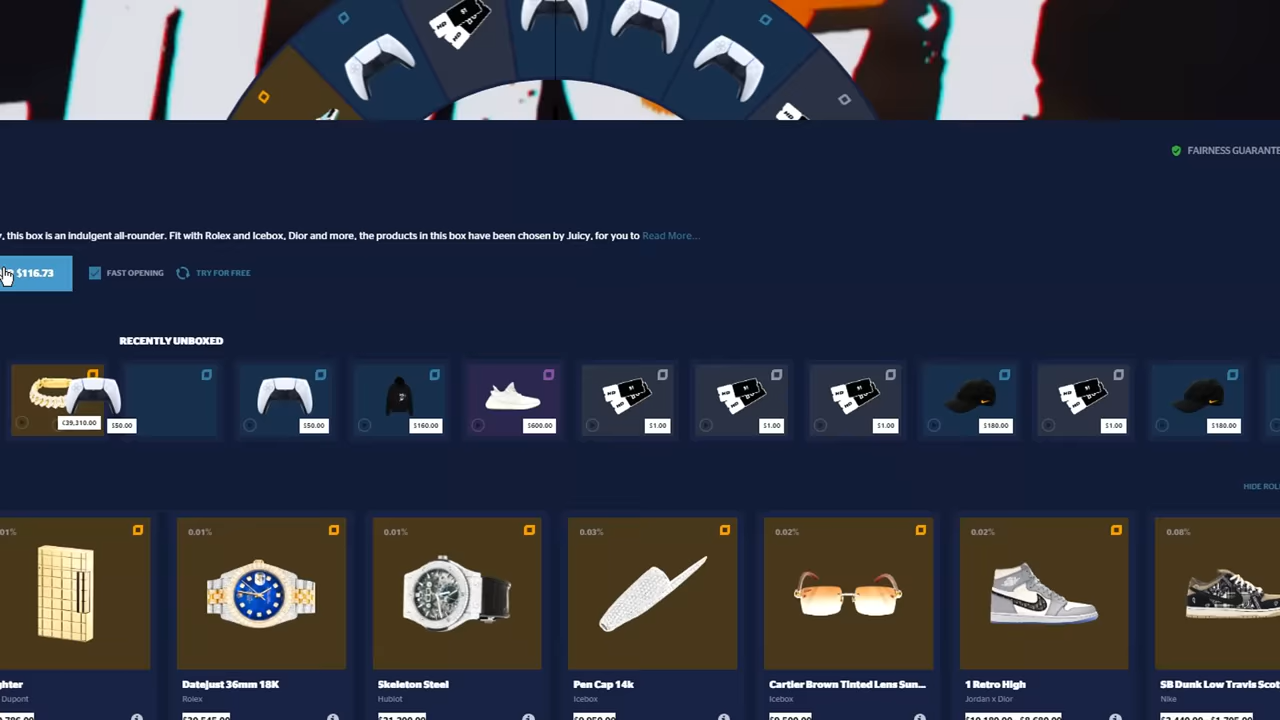 FAIRNESS GUARANTE
, this box is an indulgent all-rounder. Fit with Rolex and Icebox, Dior and more, the products in this box have been chosen by Juicy, for you to Read More...
$116.73 FAST OPENING TRY FOR FREE
RECENTLY UNBOXED
$50.00 $50.00 $160.00 $600.00 $1.00 $1.00 $1.00 $180.00 $1.00 $180.00
HIDE ROL
01% 0.01% 0.01% 0.03% 0.02% 0.02% 0.08%
ghter Datejust 36mm 18K Skeleton Steel Pen Cap 14k Cartier Brown Tinted Lens Sun... 1 Retro High SB Dunk Low Travis Scot
Dupont Rolex Hublot Icebox Icebox Jordan x Dior Nike